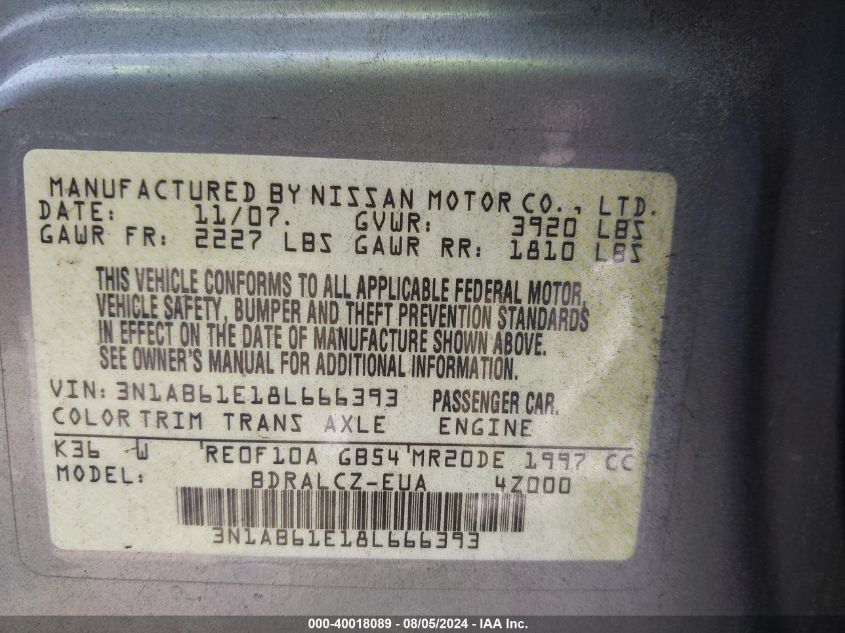 MANUFACTURED BY NISSAN MOTOR CO., LTD.
DATE: 11/07. GVWR: 3920 LBS
GAWR FR: 2227 LBS GAWR RR: 1810 LBS
THIS VEHICLE CONFORMS TO ALL APPLICABLE FEDERAL MOTOR
VEHICLE SAFETY, BUMPER AND THEFT PREVENTION STANDARDS
IN EFFECT ON THE DATE OF MANUFACTURE SHOWN ABOVE.
SEE OWNER'S MANUAL FOR ADDITIONAL INFORMATION.
VIN: 3N1AB61E18L666393 PASSENGER CAR.
COLOR TRIM TRANS AXLE ENGINE
K36 W RE0F10A GB54 MR20DE 1997 CC
MODEL: BDRALCZ-EUA 4Z000
3N1AB61E18L666393
000-40018089 - 08/05/2024 - IAA Inc.